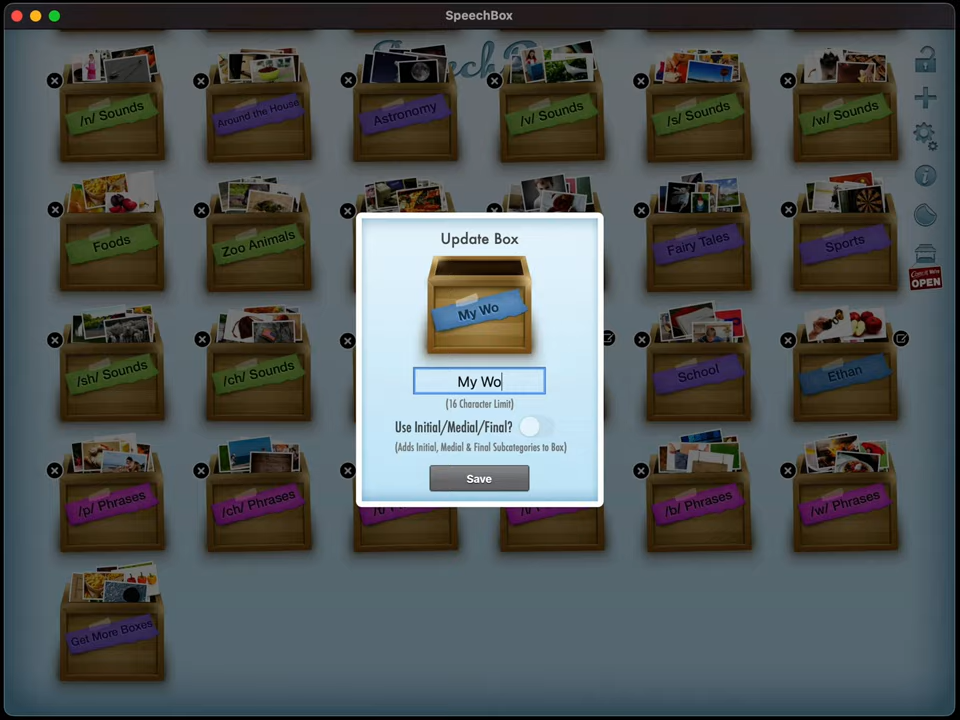 SpeechBox
/n/ Sounds
Around the House
Astronomy
/v/ Sounds
/s/ Sounds
/w/ Sounds
Foods
Zoo Animals
Fairy Tales
Sports
OPEN
Update Box
My Wo
My Wo
(16 Character Limit)
Use Initial/Medial/Final?
(Adds Initial, Medial & Final Subcategories to Box)
Save
/sh/ Sounds
/ch/ Sounds
School
Ethan
/p/ Phrases
/ch/ Phrases
/b/ Phrases
/w/ Phrases
Get More Boxes